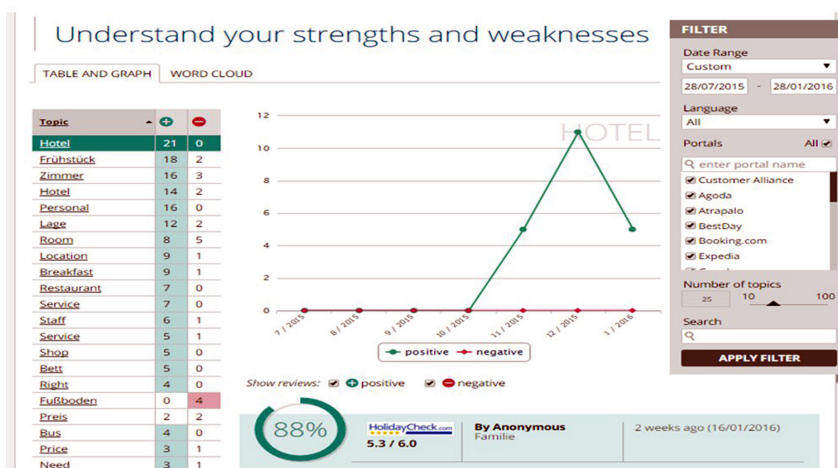 Understand your strengths and weaknesses
TABLE AND GRAPH WORD CLOUD
Topic
Hotel 21 0
Frühstück 18 2
Zimmer 16 3
Hotel 14 2
Personal 16 0
Lage 12 2
Room 8 5
Location 9 1
Breakfast 9 1
Restaurant 7 0
Service 7 0
Staff 6 1
Service 5 1
Shop 5 0
Bett 5 0
Right 4 0
Fußboden 0 4
Preis 2 2
Bus 4 0
Price 3 1
Need 3 1
HOTEL
12
10
8
6
4
2
0
7 / 2015 8 / 2015 9 / 2015 10 / 2015 11 / 2015 12 / 2015 1 / 2016
positive negative
Show reviews: positive negative
88%
HolidayCheck.com
5.3 / 6.0
By Anonymous
Familie
2 weeks ago (16/01/2016)
FILTER
Date Range
Custom
28/07/2015 - 28/01/2016
Language
All
Portals All
enter portal name
Customer Alliance
Agoda
Atrapalo
BestDay
Booking.com
Expedia
Number of topics
25 10 100
Search
APPLY FILTER